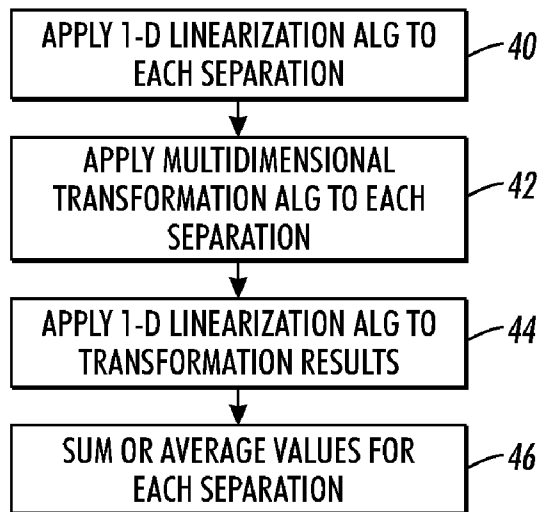 APPLY 1-D LINEARIZATION ALG TO
EACH SEPARATION
40
APPLY MULTIDIMENSIONAL
TRANSFORMATION ALG TO EACH
SEPARATION
42
APPLY 1-D LINEARIZATION ALG TO
TRANSFORMATION RESULTS
44
SUM OR AVERAGE VALUES FOR
EACH SEPARATION
46